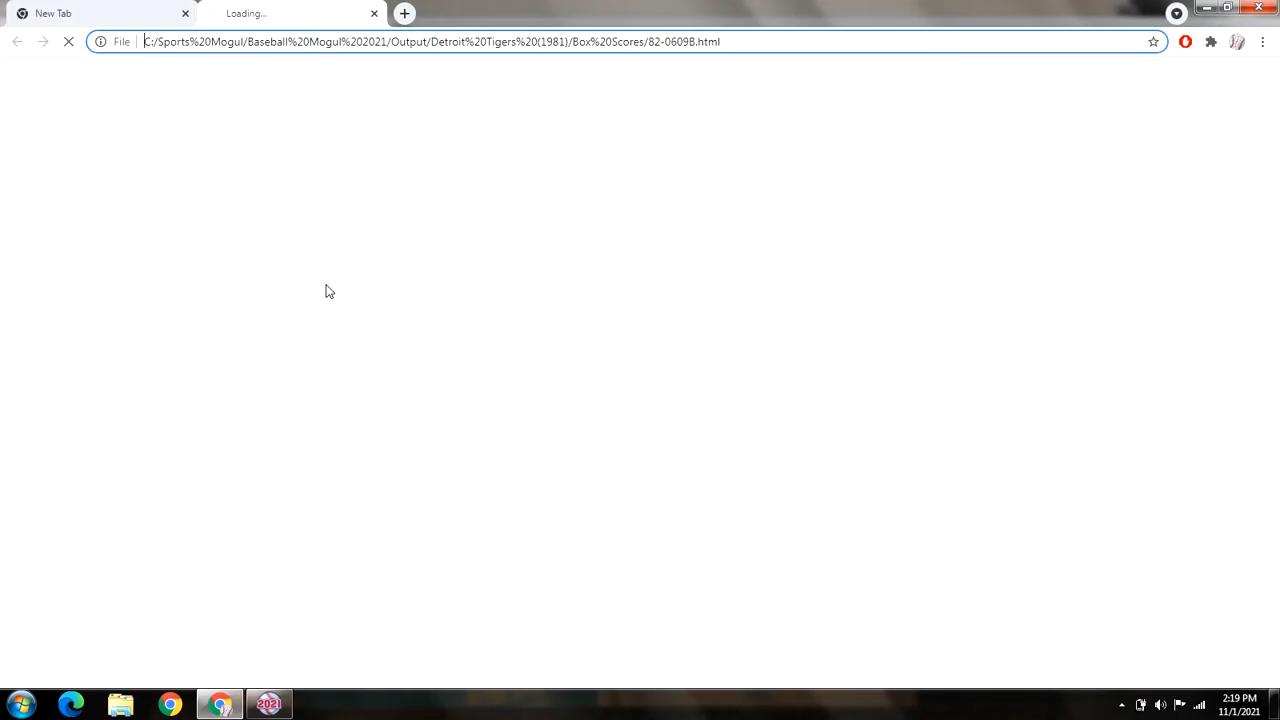 New Tab
Loading...
File
C:/Sports%20Mogul/Baseball%20Mogul%202021/Output/Detroit%20Tigers%20(1981)/Box%20Scores/82-0609B.html
2021
2:19 PM
11/1/2021